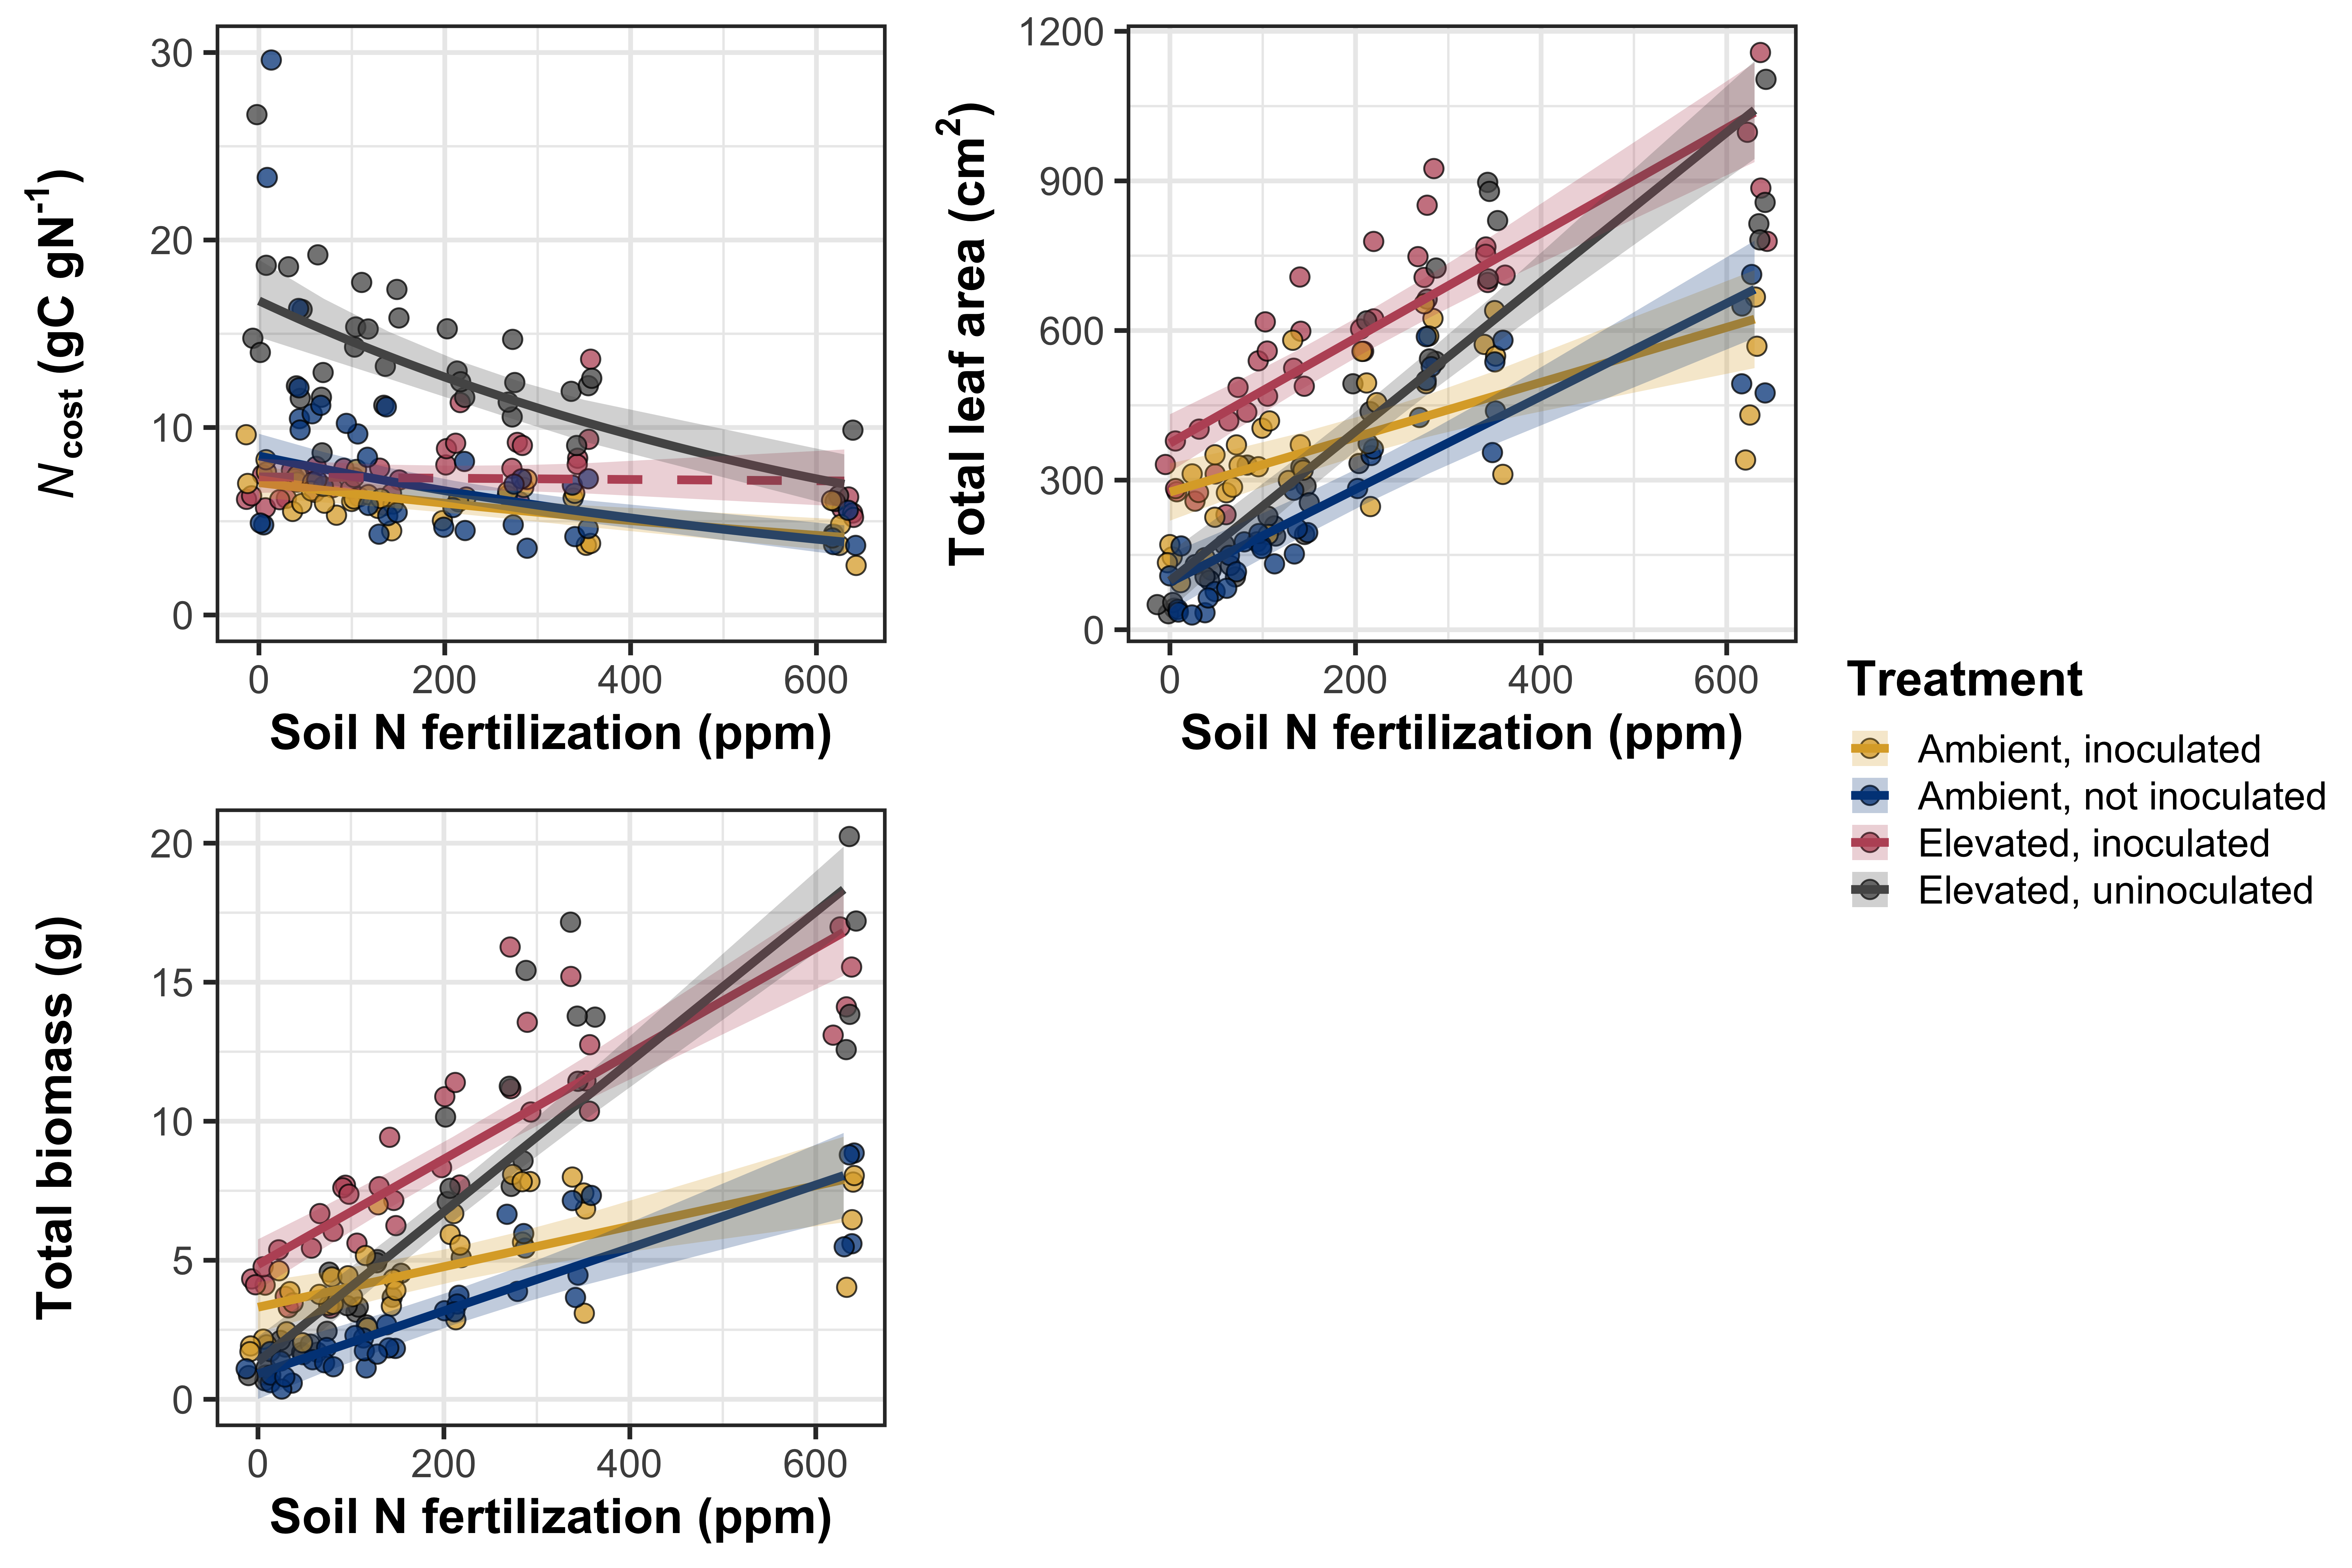 30
20
10
0
N cost (gC gN-1)
0 200 400 600
Soil N fertilization (ppm)
1200
900
600
300
0
Total leaf area (cm2)
0 200 400 600
Soil N fertilization (ppm)
Treatment
Ambient, inoculated
Ambient, not inoculated
Elevated, inoculated
Elevated, uninoculated
20
15
10
5
0
Total biomass (g)
0 200 400 600
Soil N fertilization (ppm)